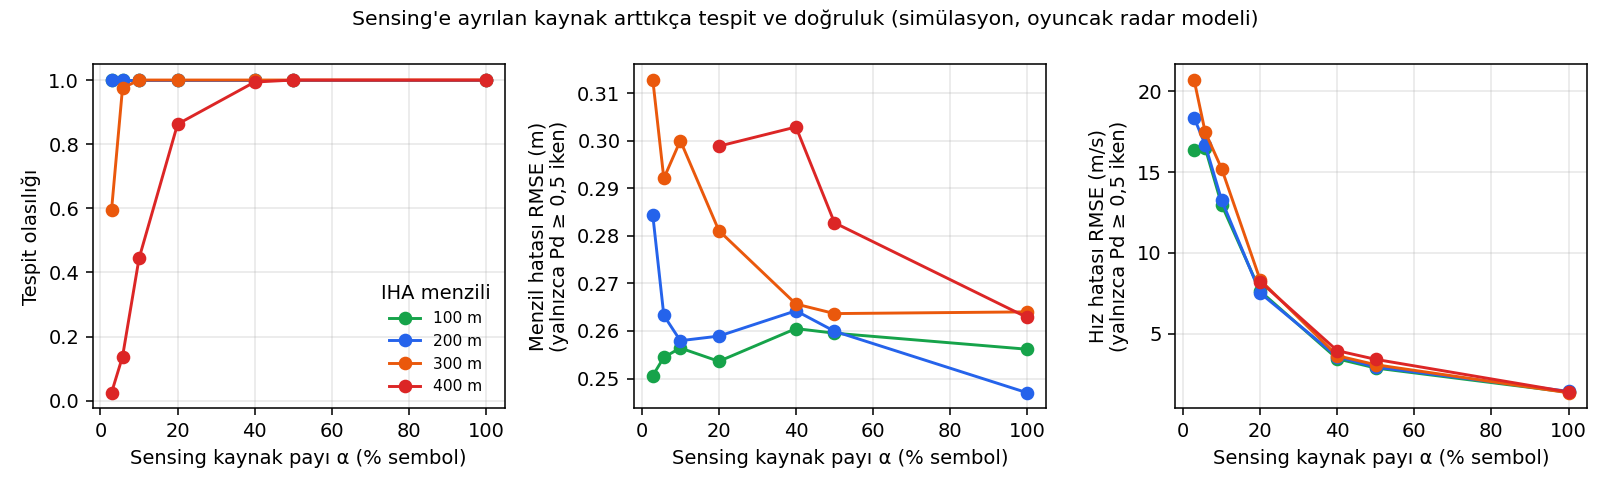 Sensing'e ayrılan kaynak arttıkça tespit ve doğruluk (simülasyon, oyuncak radar modeli)
Tespit olasılığı
1.0
0.8
0.6
0.4
0.2
0.0
0
20
40
60
80
100
Sensing kaynak payı α (% sembol)
IHA menzili
100 m
200 m
300 m
400 m
Menzil hatası RMSE (m)
(yalnızca Pd ≥ 0,5 iken)
0.31
0.30
0.29
0.28
0.27
0.26
0.25
0
20
40
60
80
100
Sensing kaynak payı α (% sembol)
Hız hatası RMSE (m/s)
(yalnızca Pd ≥ 0,5 iken)
20
15
10
5
0
20
40
60
80
100
Sensing kaynak payı α (% sembol)